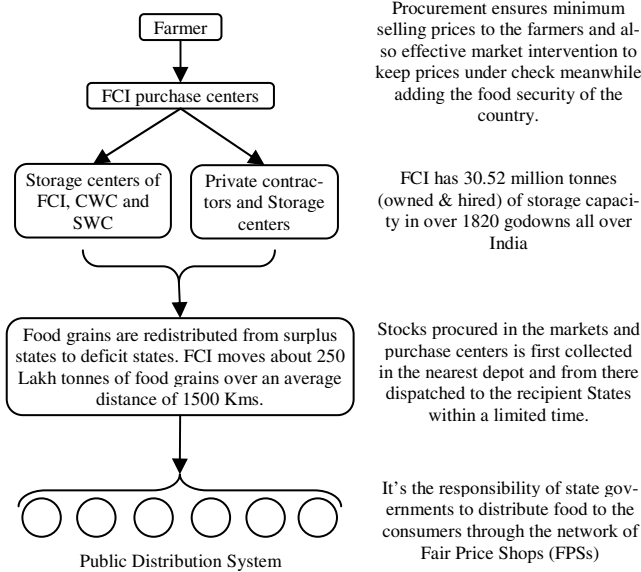 Farmer
FCI purchase centers
Procurement ensures minimum
selling prices to the farmers and al-
so effective market intervention to
keep prices under check meanwhile
adding the food security of the
country.
Storage centers of
FCI, CWC and
SWC
Private contrac-
tors and Storage
centers
FCI has 30.52 million tonnes
(owned & hired) of storage capac-
ity in over 1820 godowns all over
India
Food grains are redistributed from surplus
states to deficit states. FCI moves about 250
Lakh tonnes of food grains over an average
distance of 1500 Kms.
Stocks procured in the markets and
purchase centers is first collected
in the nearest depot and from there
dispatched to the recipient States
within a limited time.
Public Distribution System
It’s the responsibility of state gov-
ernments to distribute food to the
consumers through the network of
Fair Price Shops (FPSs)